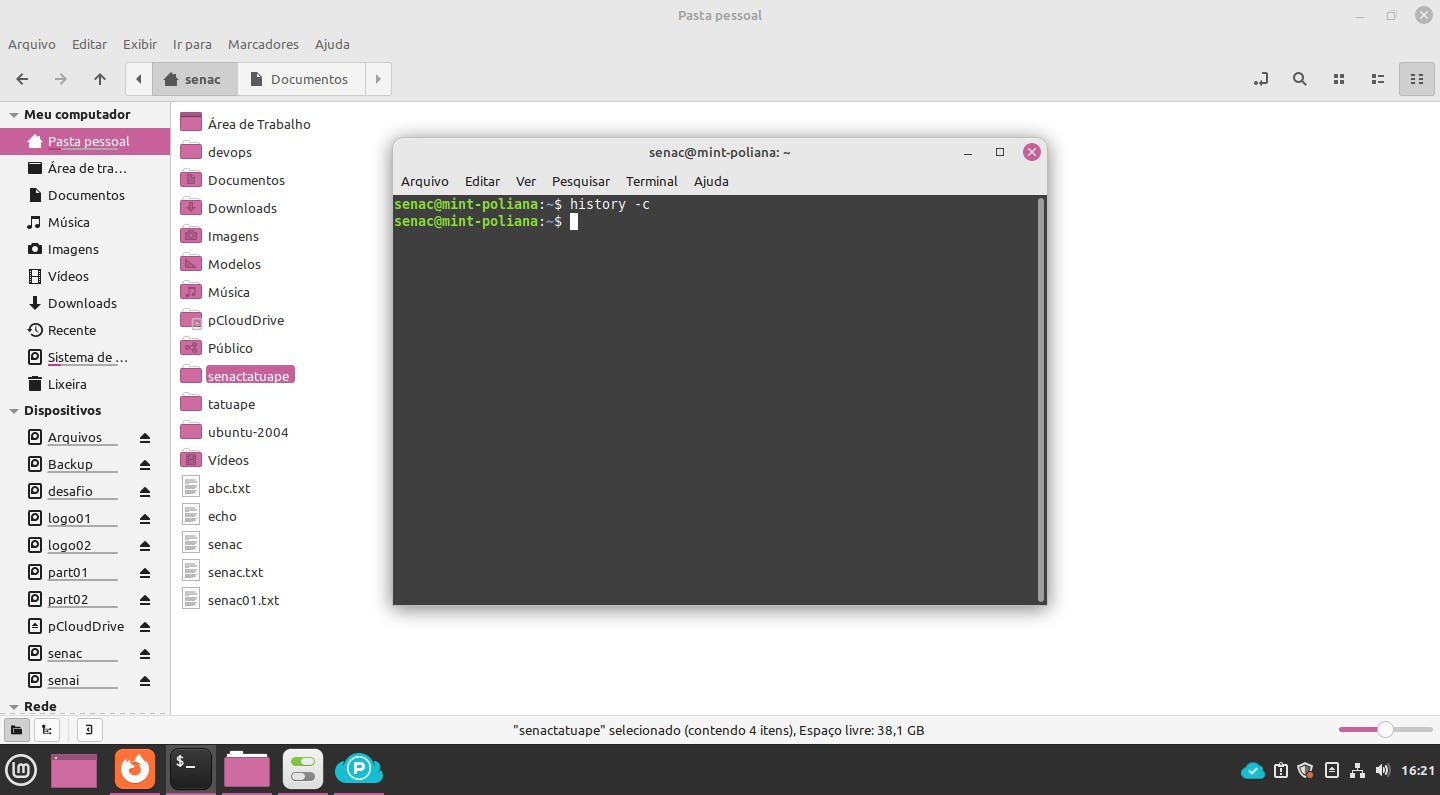 Pasta pessoal
Arquivo Editar Exibir Ir para Marcadores Ajuda
senac Documentos
Meu computador
Pasta pessoal
Área de tra...
Documentos
Música
Imagens
Vídeos
Downloads
Recente
Sistema de ...
Lixeira
Dispositivos
Arquivos
Backup
desafio
logo01
logo02
part01
part02
pCloudDrive
senac
senai
Rede
Área de Trabalho
devops
Documentos
Downloads
Imagens
Modelos
Música
pCloudDrive
Público
senactatuape
tatuape
ubuntu-2004
Vídeos
abc.txt
echo
senac
senac.txt
senac01.txt
senac@mint-poliana: ~
Arquivo Editar Ver Pesquisar Terminal Ajuda
senac@mint-poliana:~$ history -c
senac@mint-poliana:~$
"senactatuape" selecionado (contendo 4 itens), Espaço livre: 38,1 GB
$_
16:21